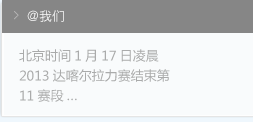 @我们
北京时间 1 月 17 日凌晨
2013 达喀尔拉力赛结束第
11 赛段 ...